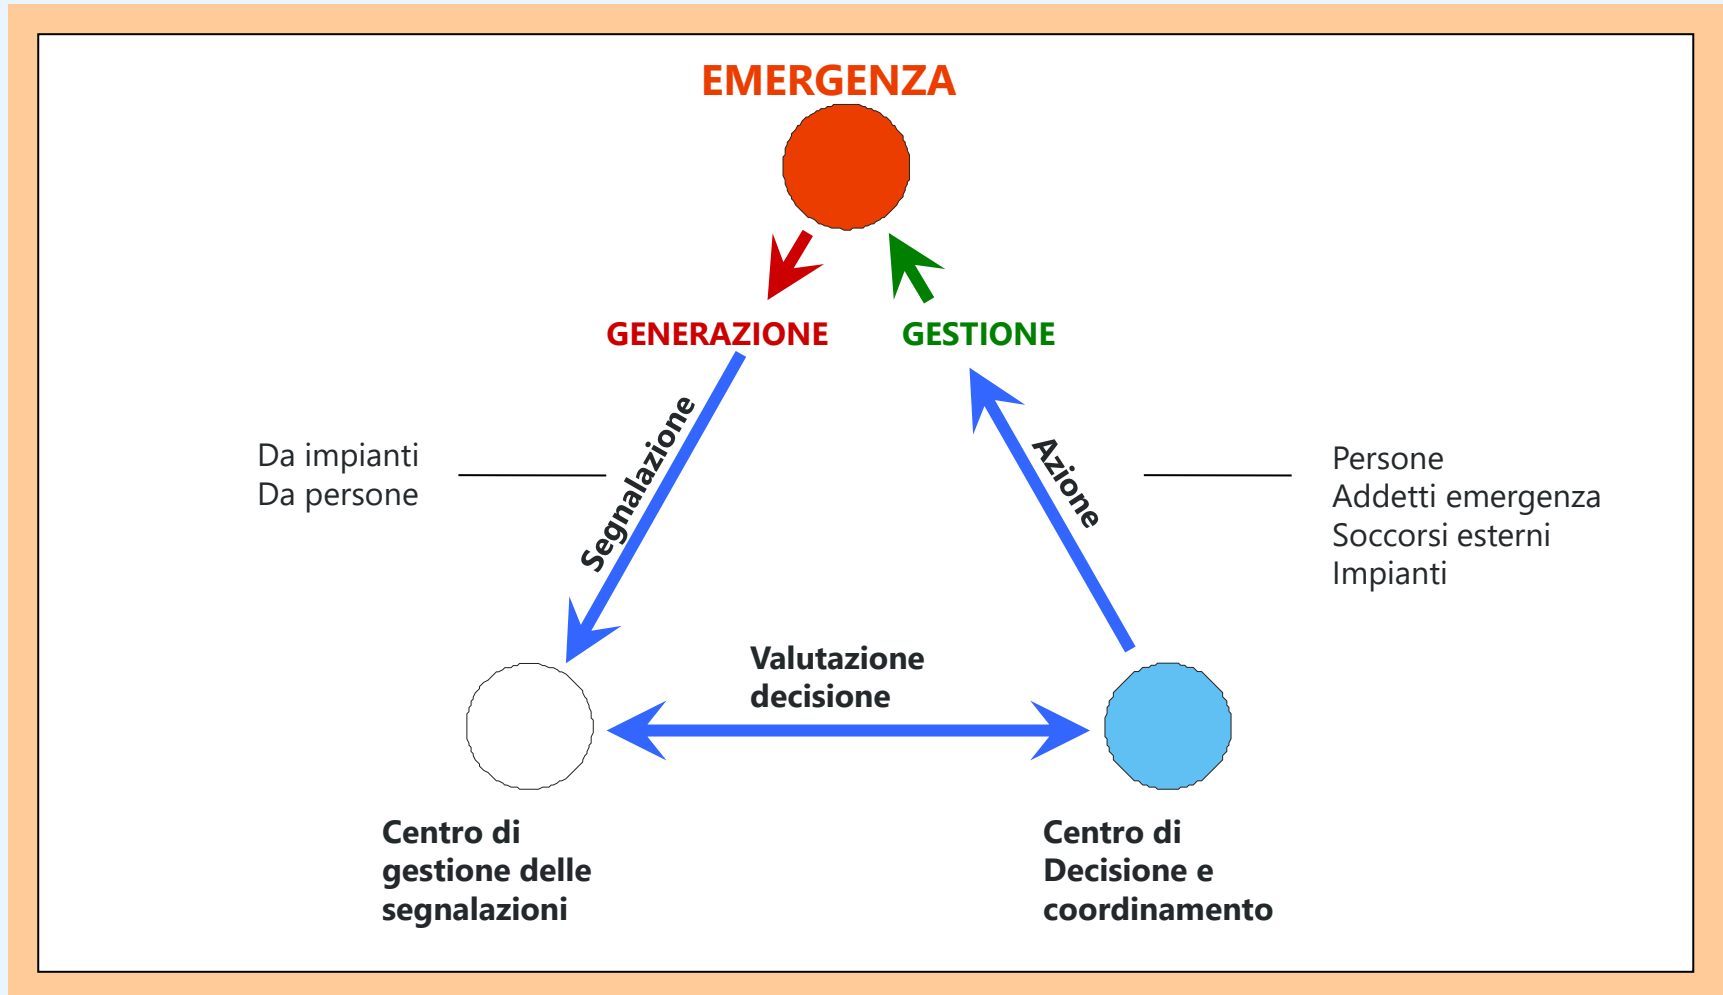 EMERGENZA
GENERAZIONE
GESTIONE
Segnalazione
Azione
Da impianti
Da persone
Persone
Addetti emergenza
Soccorsi esterni
Impianti
Valutazione
decisione
Centro di
gestione delle
segnalazioni
Centro di
Decisione e
coordinamento